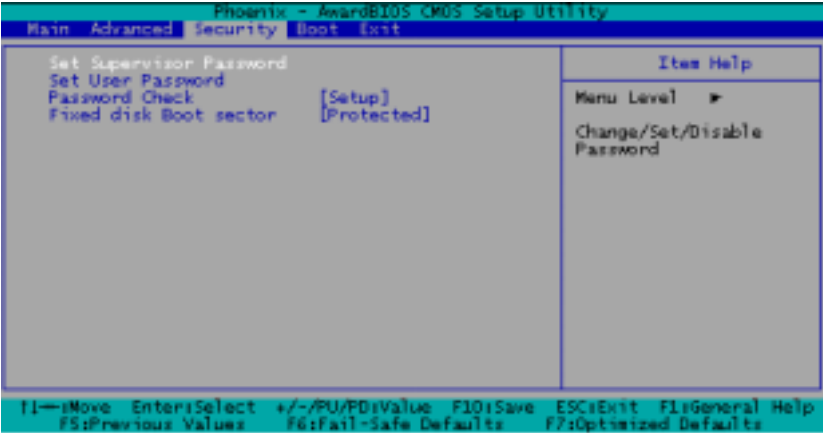 Phoenix - AwardBIOS CMOS Setup Utility
Main Advanced Security Boot Exit
Set Supervisor Password
Set User Password
Password Check [Setup]
Fixed disk Boot sector [Protected]
Item Help
Menu Level ►
Change/Set/Disable
Password
↑↓←→:Move Enter:Select +/-/PU/PD:Value F10:Save ESC:Exit F1:General Help
F5:Previous Values F6:Fail-Safe Defaults F7:Optimized Defaults